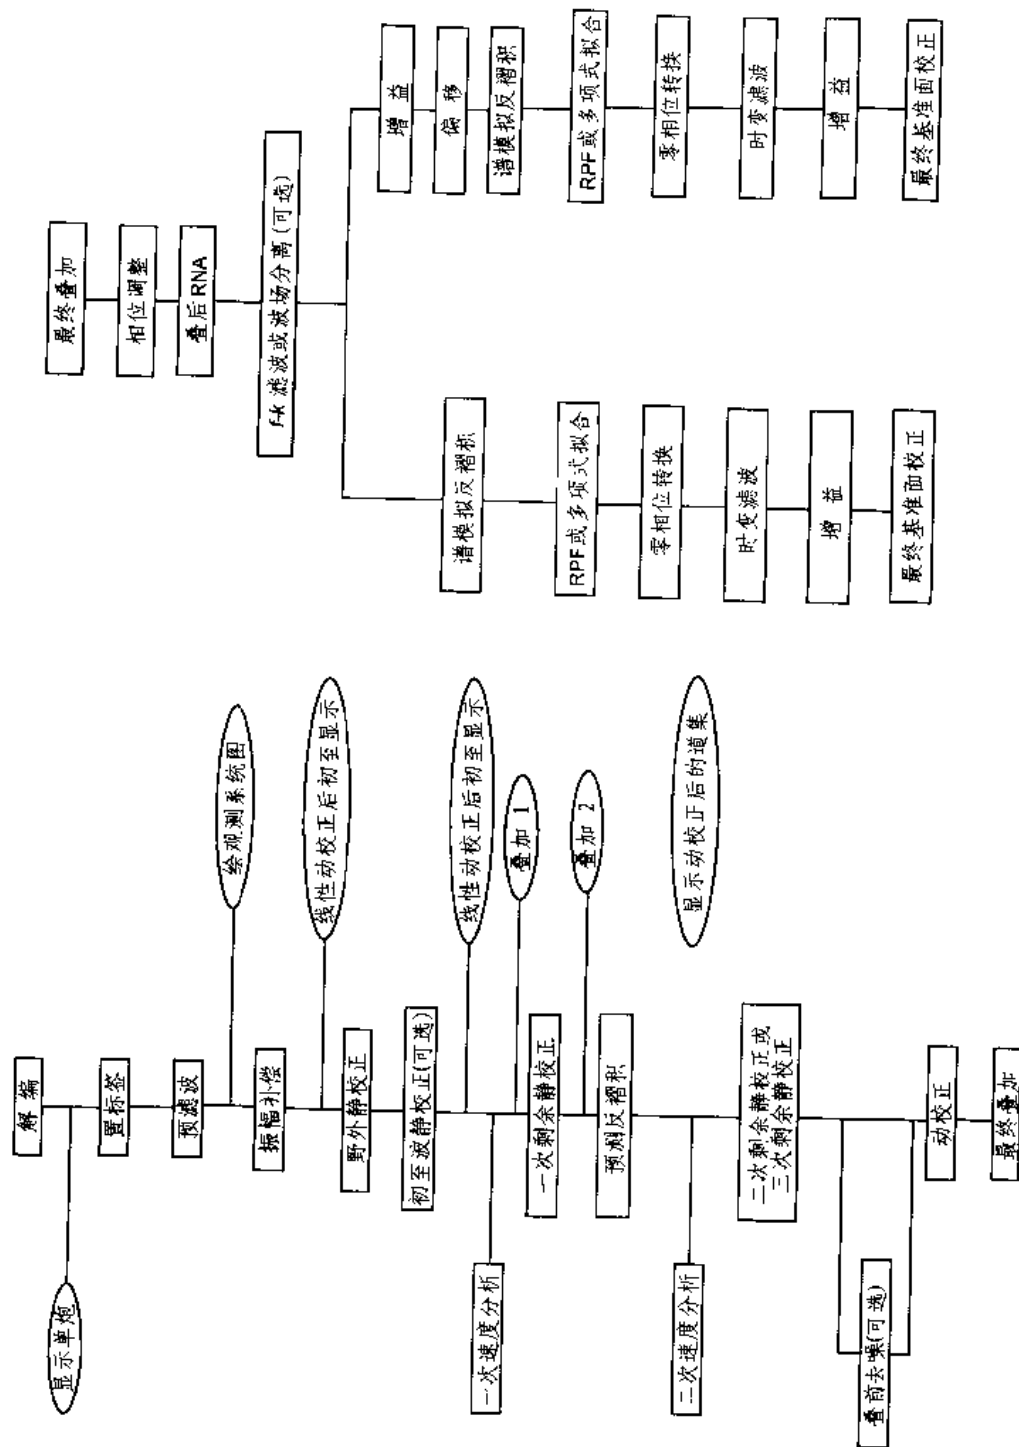 解编
显示单炮
置标签
预滤波
绘观测系统图
振幅补偿
线性动校正后初至显示
野外静校正
初至波静校正(可选)
线性动校正后初至显示
一次速度分析
叠加 1
一次剩余静校正
叠加 2
预测反褶积
二次速度分析
显示动校正后的道集
二次剩余静校正或
三次剩余静校正
叠前去噪(可选)
动校正
最终叠加
最终叠加
相位调整
叠后RNA
f-k 滤波或波场分离(可选)
谱模拟反褶积
RPF或多项式拟合
零相位转换
时变滤波
增益
最终基准面校正
增益
偏移
谱模拟反褶积
RPF或多项式拟合
零相位转换
时变滤波
增益
最终基准面校正